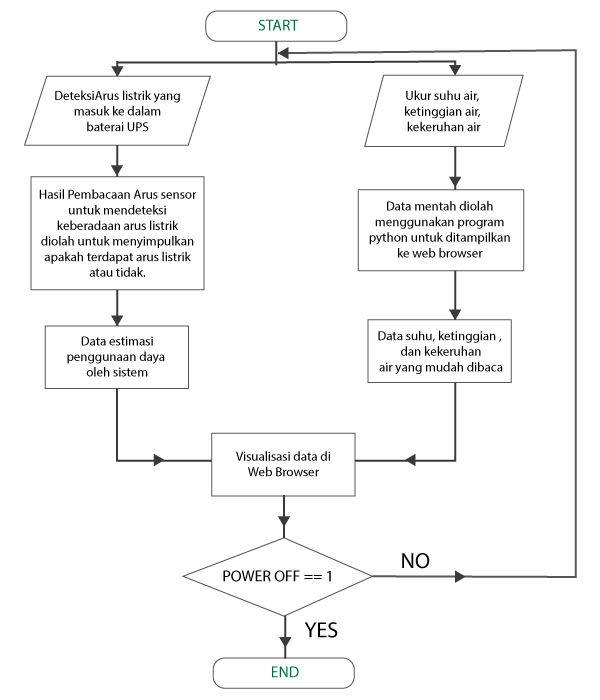 START
DeteksiArus listrik yang
masuk ke dalam
baterai UPS
Ukur suhu air,
ketinggian air,
kekeruhan air
Hasil Pembacaan Arus sensor
untuk mendeteksi
keberadaan arus listrik
diolah untuk menyimpulkan
apakah terdapat arus listrik
atau tidak.
Data mentah diolah
menggunakan program
python untuk ditampilkan
ke web browser
Data estimasi
penggunaan daya
oleh sistem
Data suhu, ketinggian ,
dan kekeruhan
air yang mudah dibaca
Visualisasi data di
Web Browser
POWER OFF == 1
NO
YES
END